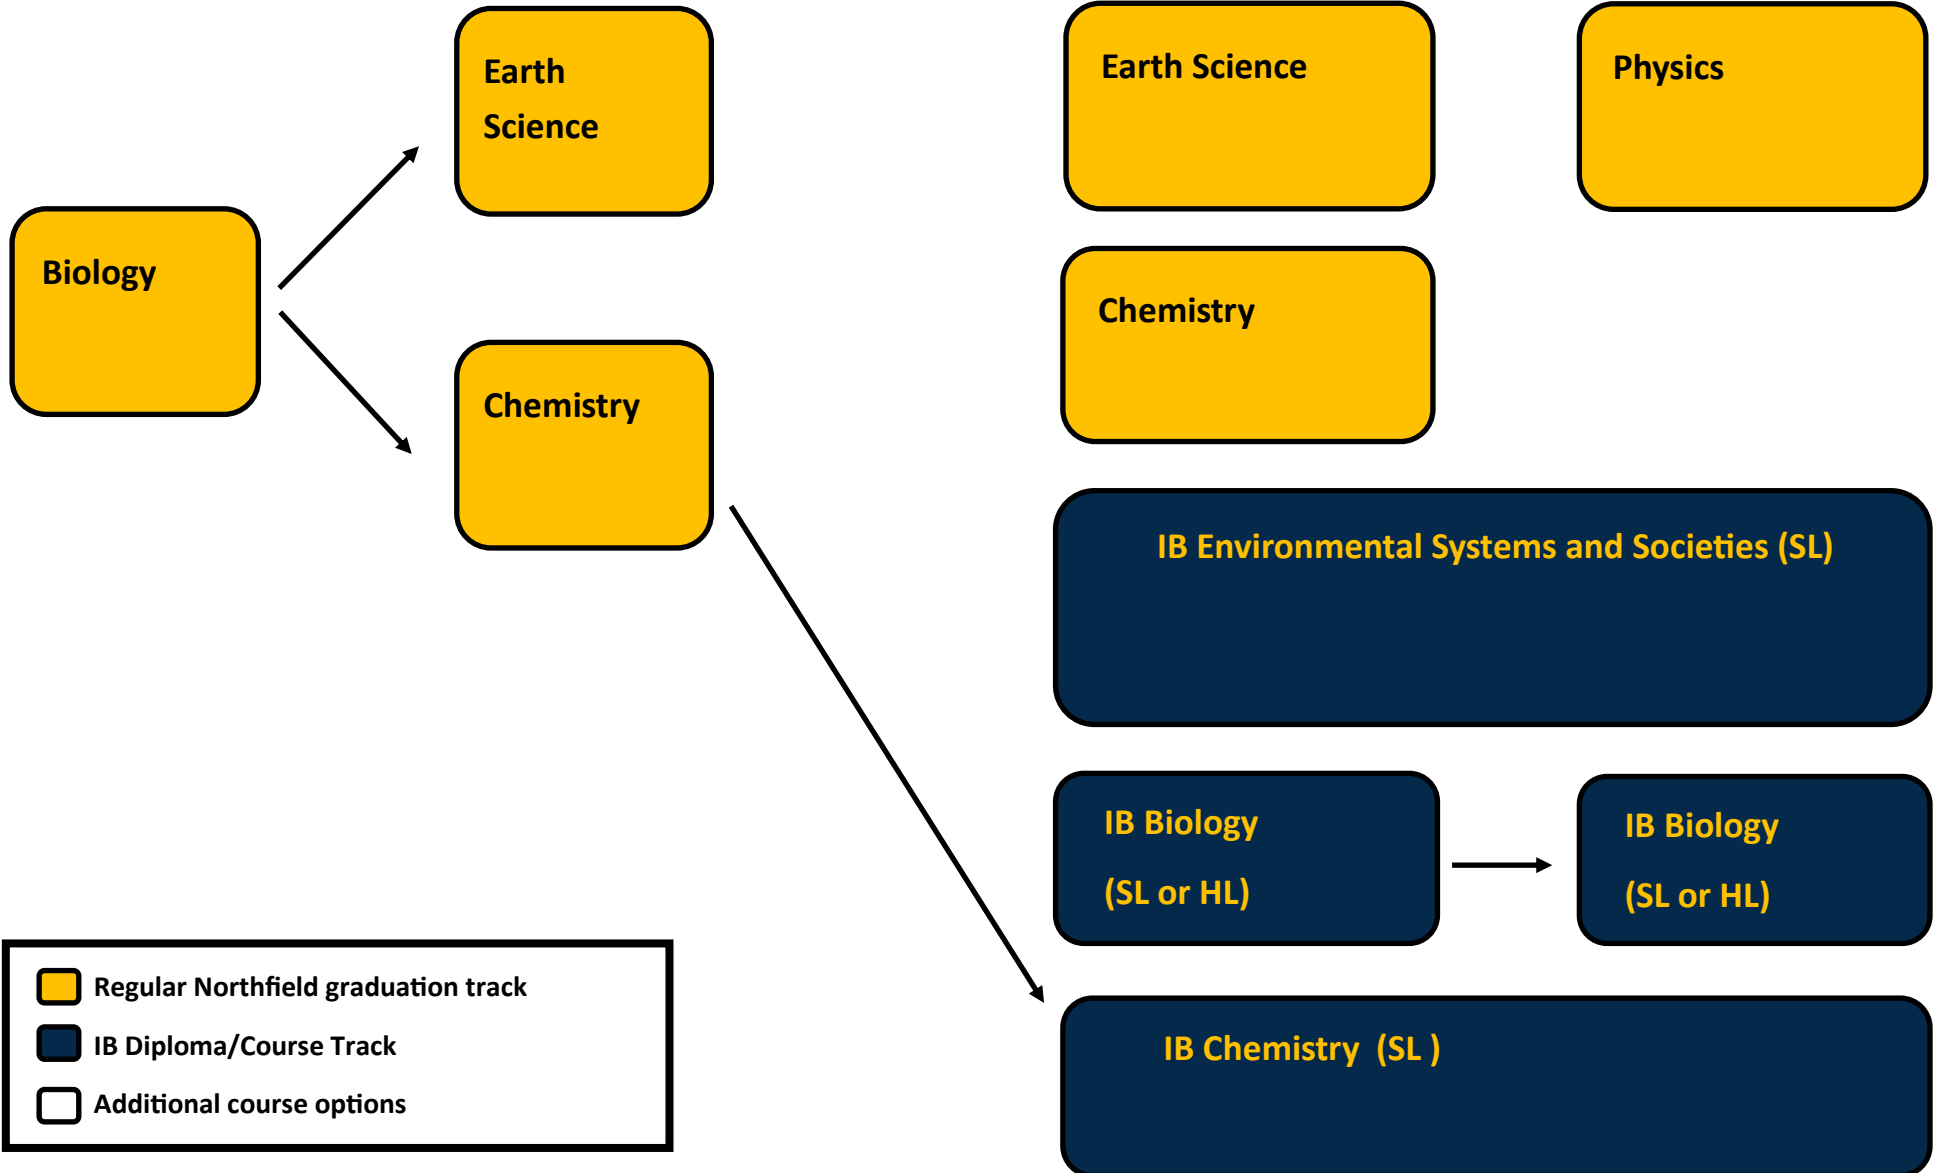 Biology
Earth
Science
Chemistry
Earth Science
Physics
Chemistry
IB Environmental Systems and Societies (SL)
IB Biology
(SL or HL)
IB Biology
(SL or HL)
IB Chemistry  (SL )
Regular Northfield graduation track
IB Diploma/Course Track
Additional course options